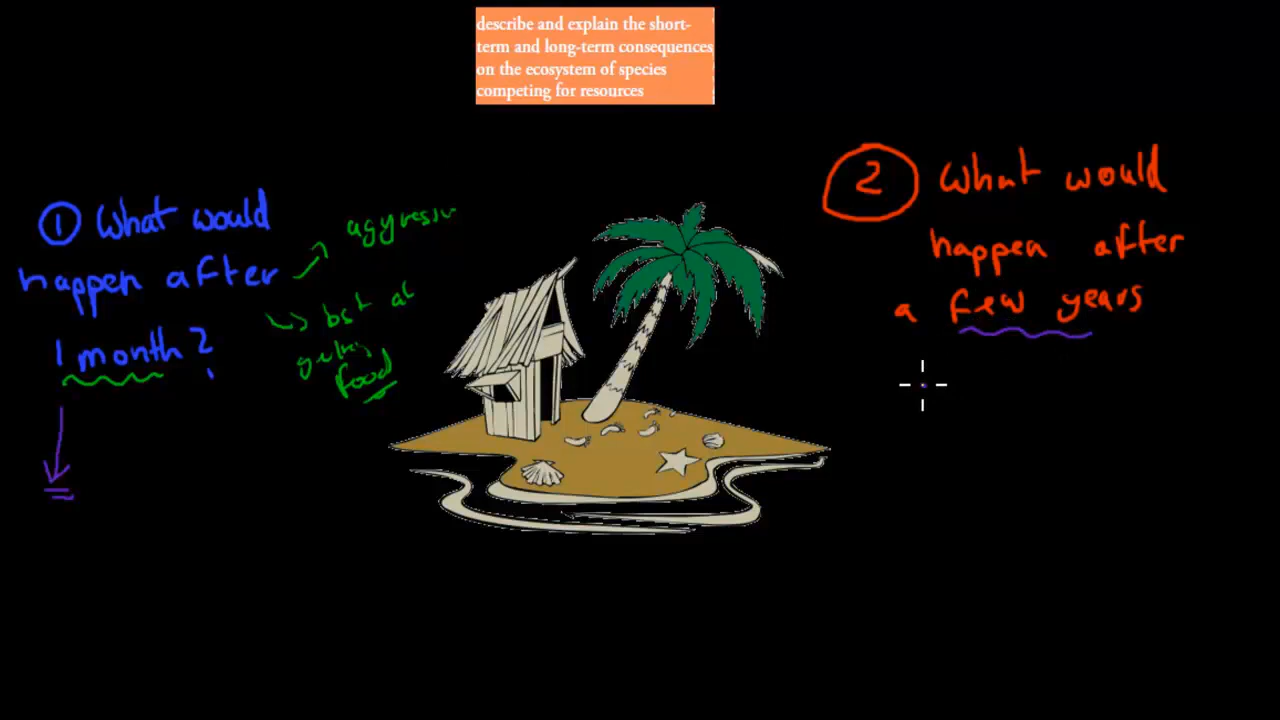 describe and explain the short-
term and long-term consequences
on the ecosystem of species
competing for resources
① What would
happen after
1 month?
food
② What would
happen after
a few years